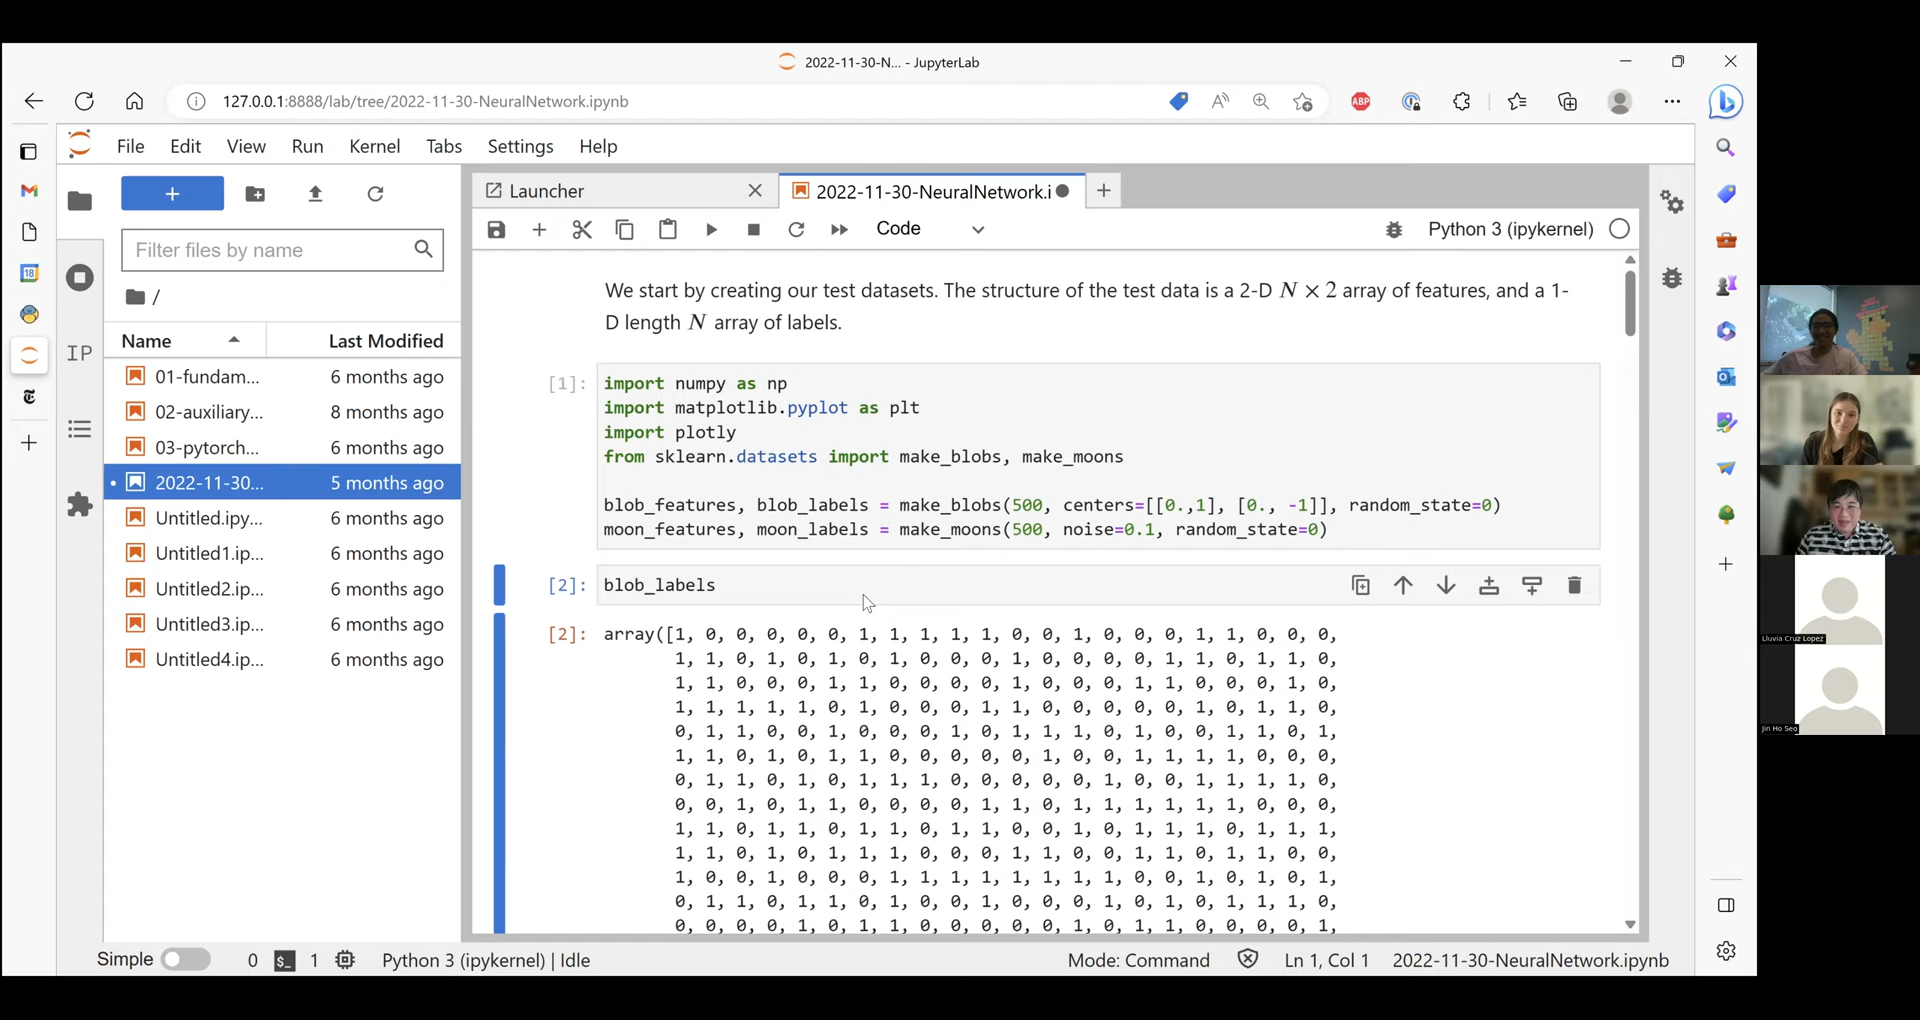 2022-11-30-N... - JupyterLab
127.0.0.1:8888/lab/tree/2022-11-30-NeuralNetwork.ipynb
ABP
File Edit View Run Kernel Tabs Settings Help
+
Launcher
2022-11-30-NeuralNetwork.i
Code
Python 3 (ipykernel)
Filter files by name
/
18
IP
Name Last Modified
01-fundam... 6 months ago
02-auxiliary... 8 months ago
03-pytorch... 6 months ago
2022-11-30... 5 months ago
Untitled.ipy... 6 months ago
Untitled1.ip... 6 months ago
Untitled2.ip... 6 months ago
Untitled3.ip... 6 months ago
Untitled4.ip... 6 months ago
We start by creating our test datasets. The structure of the test data is a 2-D N × 2 array of features, and a 1-
D length N array of labels.
[1]: import numpy as np
import matplotlib.pyplot as plt
import plotly
from sklearn.datasets import make_blobs, make_moons
blob_features, blob_labels = make_blobs(500, centers=[[0.,1], [0., -1]], random_state=0)
moon_features, moon_labels = make_moons(500, noise=0.1, random_state=0)
[2]: blob_labels
[2]: array([1, 0, 0, 0, 0, 0, 1, 1, 1, 1, 1, 0, 0, 1, 0, 0, 0, 1, 1, 0, 0, 0,
1, 1, 0, 1, 0, 1, 0, 1, 0, 0, 0, 1, 0, 0, 0, 0, 1, 1, 0, 1, 1, 0,
1, 1, 0, 0, 0, 1, 1, 0, 0, 0, 0, 1, 0, 0, 0, 1, 1, 0, 0, 0, 1, 0,
1, 1, 1, 1, 1, 0, 1, 0, 0, 0, 1, 1, 0, 0, 0, 0, 0, 1, 0, 1, 1, 0,
0, 1, 1, 0, 0, 1, 0, 0, 0, 1, 0, 1, 1, 1, 0, 1, 0, 0, 1, 1, 0, 1,
1, 1, 0, 1, 0, 1, 1, 0, 0, 0, 0, 0, 1, 0, 0, 1, 1, 1, 1, 0, 0, 0,
0, 1, 1, 0, 1, 0, 1, 1, 1, 0, 0, 0, 0, 0, 1, 0, 0, 1, 1, 1, 1, 0,
0, 0, 1, 0, 1, 1, 0, 0, 0, 0, 1, 1, 0, 1, 1, 1, 1, 1, 1, 0, 0, 0,
1, 1, 0, 1, 1, 0, 1, 1, 0, 1, 1, 0, 0, 1, 0, 1, 1, 1, 0, 1, 1, 1,
1, 1, 0, 1, 0, 1, 1, 1, 0, 0, 0, 1, 1, 0, 0, 1, 1, 0, 1, 1, 0, 0,
1, 0, 0, 1, 0, 0, 0, 1, 1, 1, 1, 1, 1, 1, 1, 0, 0, 1, 0, 1, 0, 1,
0, 1, 1, 0, 1, 1, 0, 1, 0, 0, 1, 0, 0, 0, 1, 0, 1, 0, 1, 1, 1, 0,
0, 0, 0, 0, 1, 0, 1, 1, 0, 0, 0, 0, 0, 1, 0, 1, 1, 0, 0, 0, 0, 1,
Simple 0 $_ 1 Python 3 (ipykernel) | Idle Mode: Command Ln 1, Col 1 2022-11-30-NeuralNetwork.ipynb
Lluvia Cruz Lopez
Jin Ho Seo